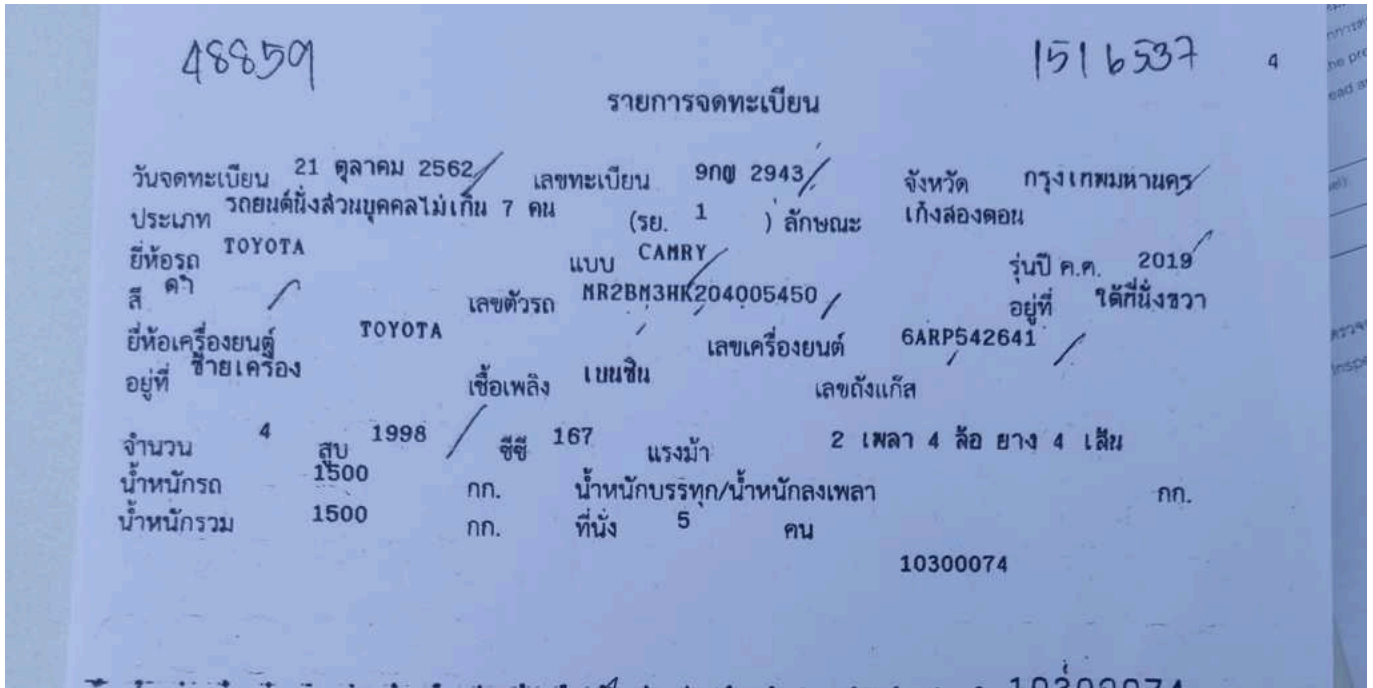 48859 1516537 4
รายการจดทะเบียน
วันจดทะเบียน 21 ตุลาคม 2562 เลขทะเบียน 9กญ 2943 จังหวัด กรุงเทพมหานคร
ประเภท รถยนต์นั่งส่วนบุคคลไม่เกิน 7 คน (รย. 1 ) ลักษณะ เก๋งสองตอน
ยี่ห้อรถ TOYOTA แบบ CAMRY รุ่นปี ค.ศ. 2019
สี ดำ เลขตัวรถ MR2BM3HK204005450 อยู่ที่ ใต้ที่นั่งขวา
ยี่ห้อเครื่องยนต์ TOYOTA เลขเครื่องยนต์ 6ARP542641
อยู่ที่ ซ้ายเครื่อง เชื้อเพลิง เบนซิน เลขถังแก๊ส
จำนวน 4 สูบ 1998 ซีซี 167 แรงม้า 2 เพลา 4 ล้อ ยาง 4 เส้น
น้ำหนักรถ 1500 กก. น้ำหนักบรรทุก/น้ำหนักลงเพลา กก.
น้ำหนักรวม 1500 กก. ที่นั่ง 5 คน
10300074
10300074